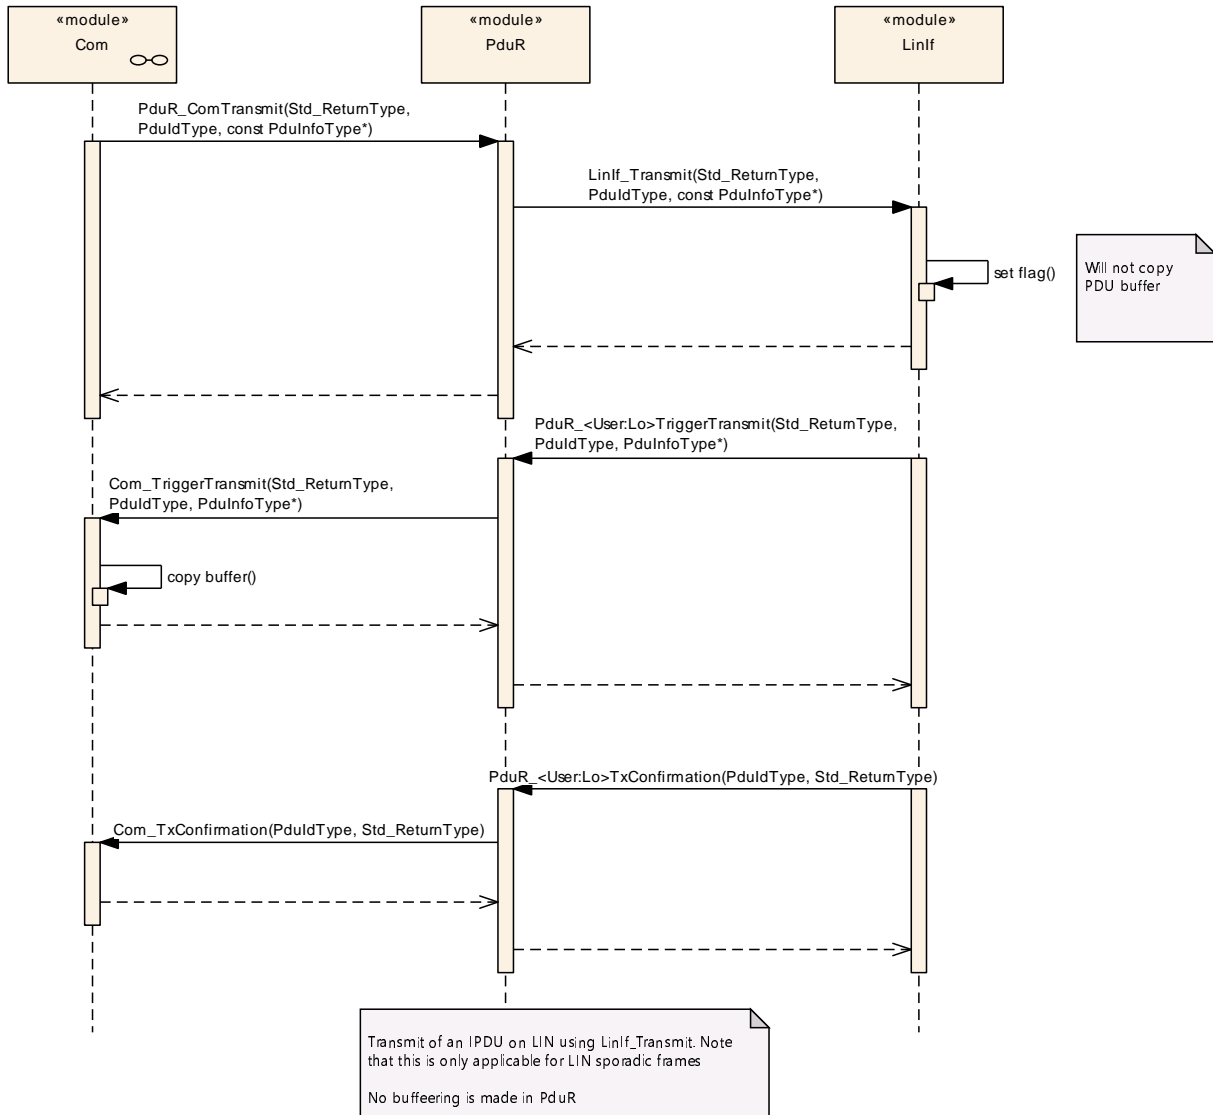 «module»
Com
«module»
PduR
«module»
LinIf
PduR_ComTransmit(Std_ReturnType,
PduIdType, const PduInfoType*)
LinIf_Transmit(Std_ReturnType,
PduIdType, const PduInfoType*)
set flag()
Will not copy
PDU buffer
PduR_<User:Lo>TriggerTransmit(Std_ReturnType,
PduIdType, PduInfoType*)
Com_TriggerTransmit(Std_ReturnType,
PduIdType, PduInfoType*)
copy buffer()
PduR_<User:Lo>TxConfirmation(PduIdType, Std_ReturnType)
Com_TxConfirmation(PduIdType, Std_ReturnType)
Transmit of an IPDU on LIN using LinIf_Transmit. Note
that this is only applicable for LIN sporadic frames
No buffeering is made in PduR